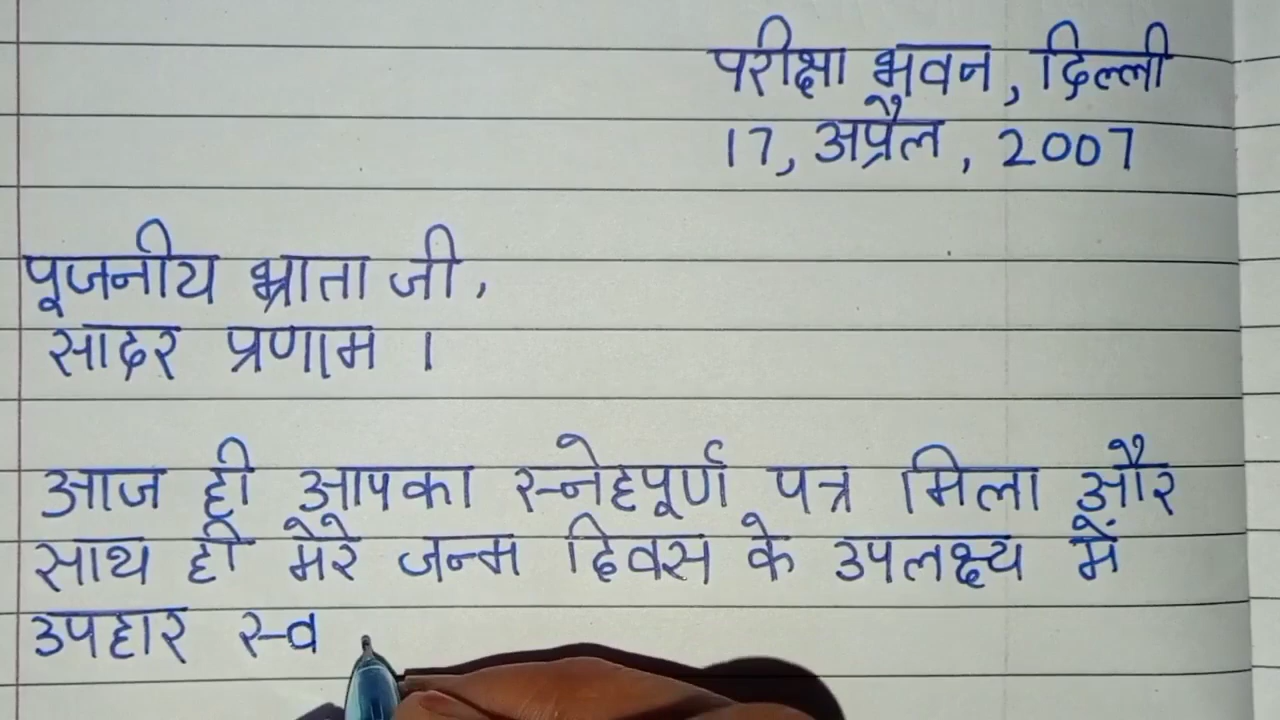 परीक्षा भवन, दिल्ली
17, अप्रैल, 2007
पूजनीय भ्राता जी,
सादर प्रणाम ।
आज ही आपका स्नेहपूर्ण पत्र मिला और
साथ ही मेरे जन्म दिवस के उपलक्ष्य में
उपहार स्व